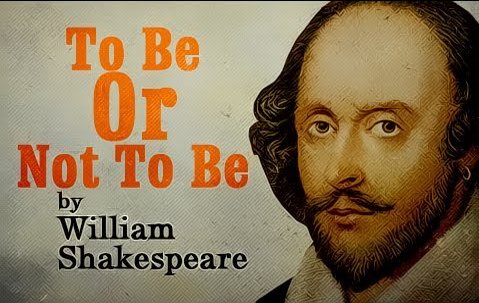 To Be
Or
Not To Be
by
William
Shakespeare